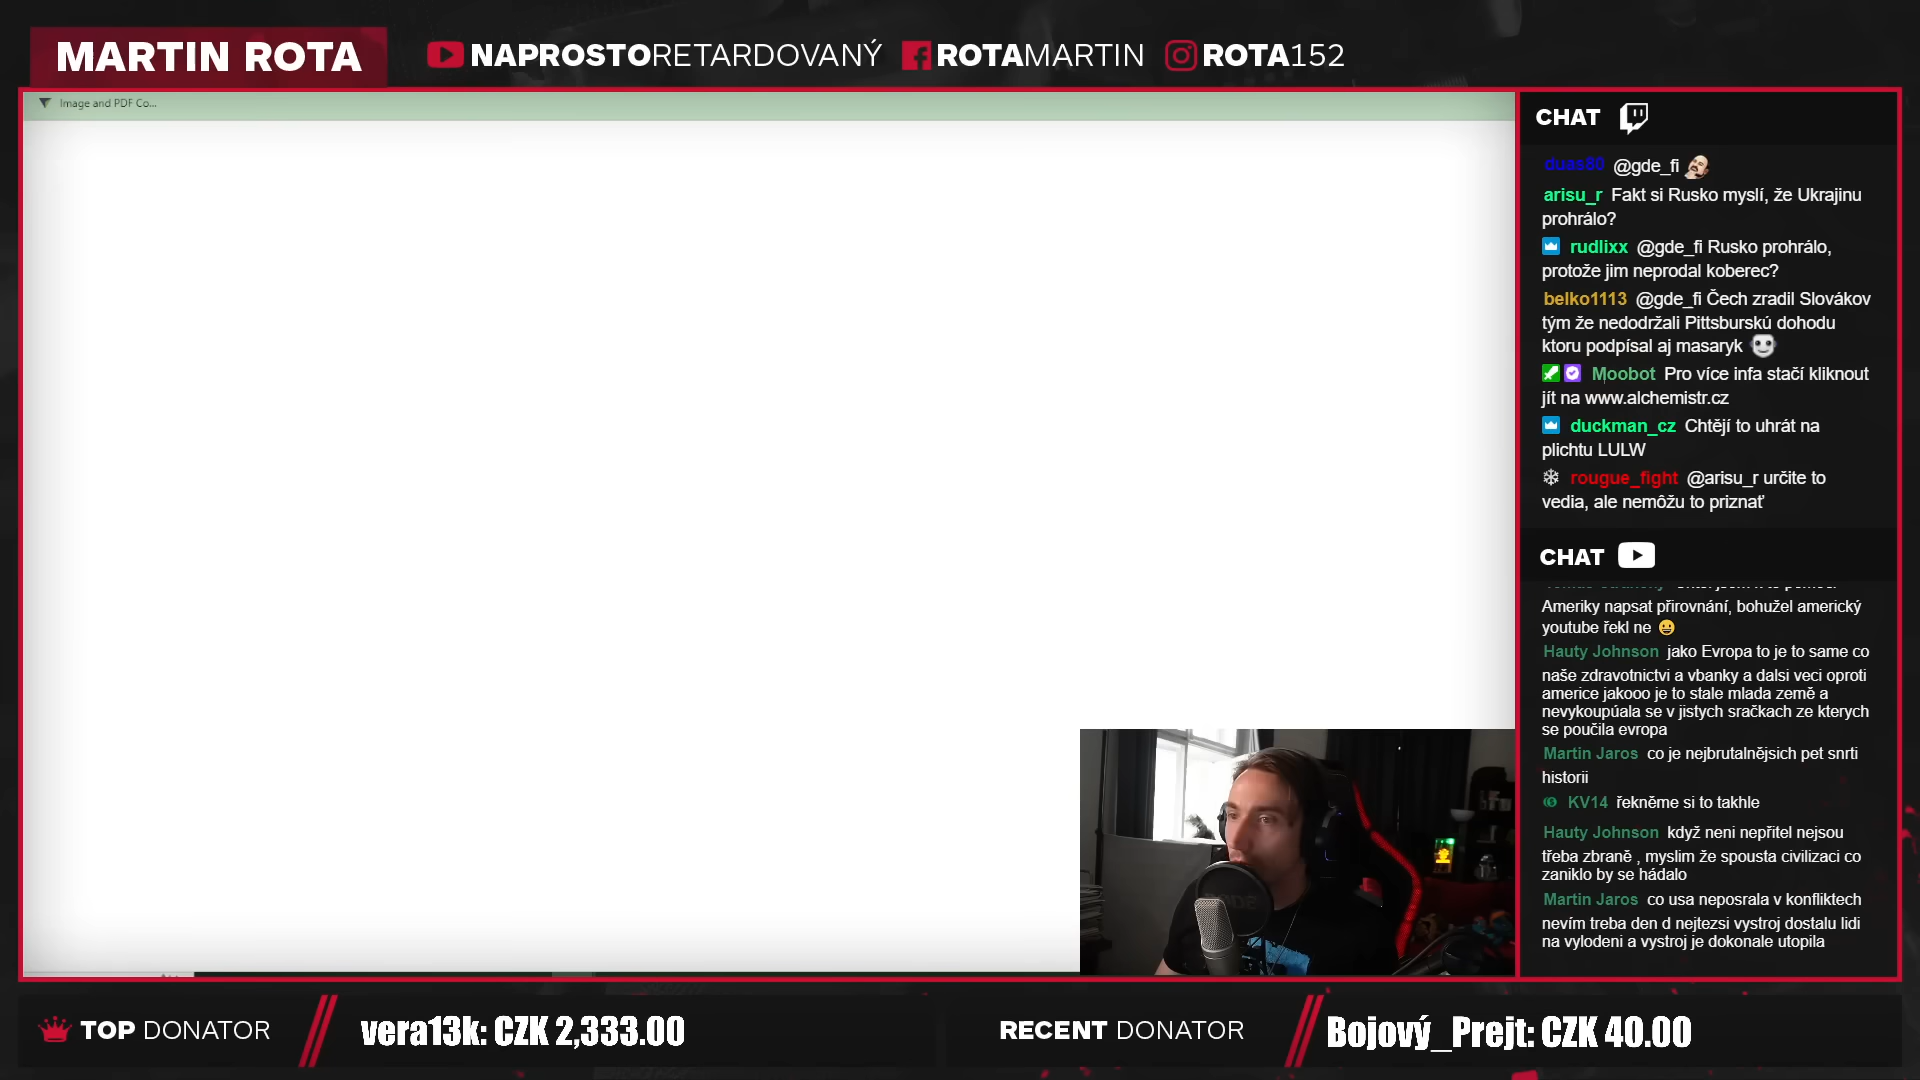 MARTIN ROTA
NAPROSTORETARDOVANÝ ROTAMARTIN ROTA152
Image and PDF Co...
CHAT
duas80 @gde_fi
arisu_r Fakt si Rusko myslí, že Ukrajinu
prohrálo?
rudlixx @gde_fi Rusko prohrálo,
protože jim neprodal koberec?
belko1113 @gde_fi Čech zradil Slovákov
tým že nedodržali Pittsburskú dohodu
ktoru podpísal aj masaryk
Moobot Pro více infa stačí kliknout
jít na www.alchemistr.cz
duckman_cz Chtějí to uhrát na
plichtu LULW
rougue_fight @arisu_r určite to
vedia, ale nemôžu to priznať
CHAT
Ameriky napsat přirovnání, bohužel americký
youtube řekl ne
Hauty Johnson jako Evropa to je to same co
naše zdravotnictvi a vbanky a dalsi veci oproti
americe jakooo je to stale mlada země a
nevykoupúala se v jistych sračkach ze kterych
se poučila evropa
Martin Jaros co je nejbrutalnějsich pet snrti
historii
KV14 řekněme si to takhle
Hauty Johnson když neni nepřitel nejsou
třeba zbraně , myslim že spousta civilizaci co
zaniklo by se hádalo
Martin Jaros co usa neposrala v konfliktech
nevím treba den d nejtezsi vystroj dostalu lidi
na vylodeni a vystroj je dokonale utopila
TOP DONATOR vera13k: CZK 2,333.00
RECENT DONATOR Bojový_Prejt: CZK 40.00